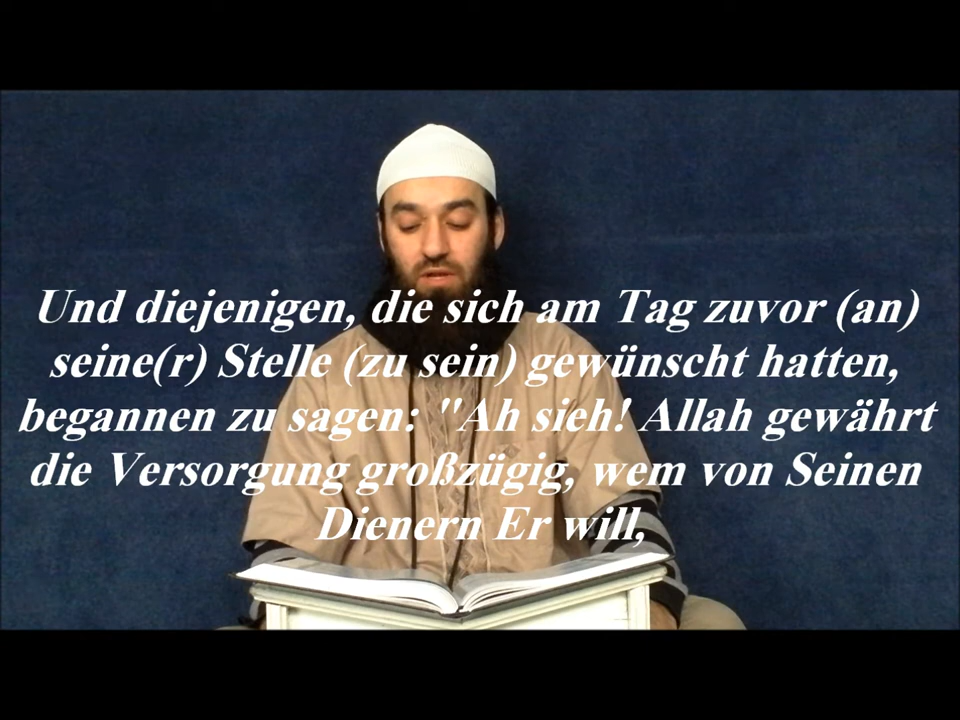 Und diejenigen, die sich am Tag zuvor (an)
seine(r) Stelle (zu sein) gewünscht hatten,
begannen zu sagen: "Ah sieh! Allah gewährt
die Versorgung großzügig, wem von Seinen
Dienern Er will,